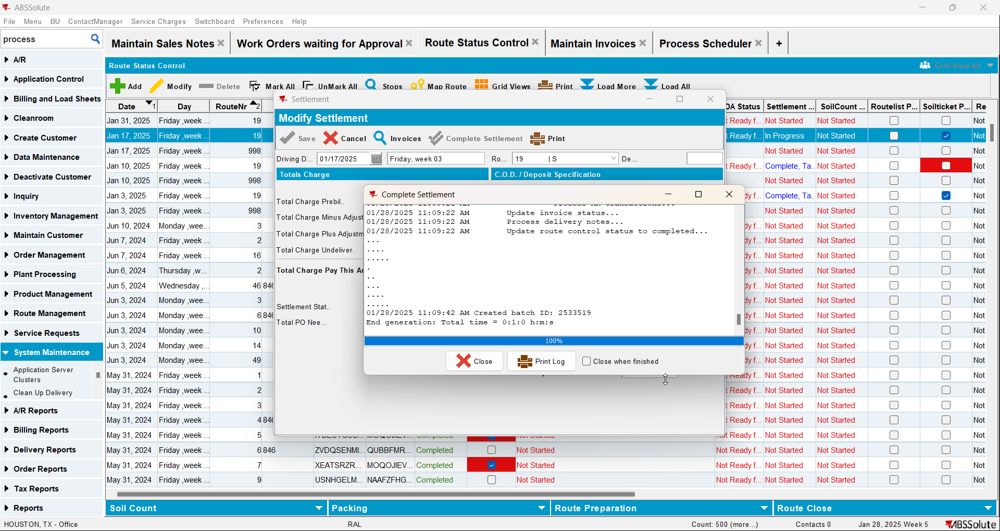 ABSSolute
File Menu BU ContactManager Service Charges Switchboard Preferences Help
process
Maintain Sales Notes
Work Orders waiting for Approval
Route Status Control
Maintain Invoices
Process Scheduler
+
A/R
Application Control
Billing and Load Sheets
Cleanroom
Create Customer
Data Maintenance
Deactivate Customer
Inquiry
Inventory Management
Maintain Customer
Order Management
Plant Processing
Product Management
Route Management
Service Requests
System Maintenance
Application Server
Clusters
Clean Up Delivery
A/R Reports
Billing Reports
Delivery Reports
Order Reports
Tax Reports
Reports
Route Status Control
Grid View All
Add Modify Delete Mark All UnMark All Stops Map Route Grid Views Print Load More Load All
Date 1 Day RouteNr 2 DA Status Settlement ... SoilCount ... Routelist P... Soilticket P... Re
Jan 31, 2025 Friday ,week ... 19 t Ready f... Not Started Not Started Not
Jan 17, 2025 Friday ,week ... 19 t Ready f... In Progress Not Started Not
Jan 17, 2025 Friday ,week ... 998 Not Started Not Started Not
Jan 10, 2025 Friday ,week ... 19 t Ready f... Complete, Ta.. Not Started Not
Jan 10, 2025 Friday ,week ... 998 Not Started Not Started Not
Jan 3, 2025 Friday ,week ... 19 dy f... Complete, Ta.. Not Started Not
Jan 3, 2025 Friday ,week ... 998 Not Started Not Started Not
Jun 10, 2024 Monday ,wee... 3 dy f... Not Started Not Started Not
Jun 7, 2024 Friday ,week ... 2 dy f... Not Started Not Started Not
Jun 7, 2024 Friday ,week ... 16 dy f... Not Started Not Started Not
Jun 6, 2024 Thursday ,w... 2 dy f... Not Started Not Started Not
Jun 5, 2024 Wednesday ,... 46 846 dy f... Not Started Not Started Not
Jun 3, 2024 Monday ,wee... 3 dy f... Not Started Not Started Not
Jun 3, 2024 Monday ,wee... 6 846 dy f... Not Started Not Started Not
Jun 3, 2024 Monday ,wee... 10 dy f... Not Started Not Started Not
Jun 3, 2024 Monday ,wee... 14 dy f... Not Started Not Started Not
Jun 3, 2024 Monday ,wee... 49 dy f... Not Started Not Started Not
May 31, 2024 Friday ,week ... 1 t Ready f... Not Started Not Started Not
May 31, 2024 Friday ,week ... 2 t Ready f... Not Started Not Started Not
May 31, 2024 Friday ,week ... 3 t Ready f... Not Started Not Started Not
May 31, 2024 Friday ,week ... 4 846 t Ready f... Not Started Not Started Not
May 31, 2024 Friday ,week ... 5 Completed Not Started Not Ready f... Not Started Not Started Not
May 31, 2024 Friday ,week ... 6 846 ZVDQSENMI... QUBBFMR... Completed Not Started Not Ready f... Not Started Not Started Not
May 31, 2024 Friday ,week ... 7 XEATSRZR... MOQOJIEV... Completed Not Started Not Ready f... Not Started Not Started Not
May 31, 2024 Friday ,week ... 9 USNHGELM... NAAFZFHG... Completed Not Started Not Ready f... Not Started Not Started Not
Settlement
Modify Settlement
Save Cancel Invoices Complete Settlement Print
Driving D... 01/17/2025 Friday, week 03 Ro... 19 | S De...
Totals Charge
C.O.D. / Deposit Specification
Total Charge Prebil..
Total Charge Minus Adjust
Total Charge Plus Adjustm
Total Charge Undeliver.
Total Charge Pay This Ar
Settlement Stat..
Total PO Nee...
Complete Settlement
01/28/2025 11:09:22 AM Update invoice status...
01/28/2025 11:09:22 AM Process delivery notes...
01/28/2025 11:09:22 AM Update route control status to completed...
...
....
.....
.
..
...
....
.....
01/28/2025 11:09:42 AM Created batch ID: 2533519
End generation: Total time = 0:1:0 h:m:s
100%
Close
Print Log
Close when finished
Soil Count
Packing
Route Preparation
Route Close
HOUSTON, TX - Office
RAL
Count: 500 (more...)
Contacts 0
Jan 28, 2025 Week 5
ABSSolute